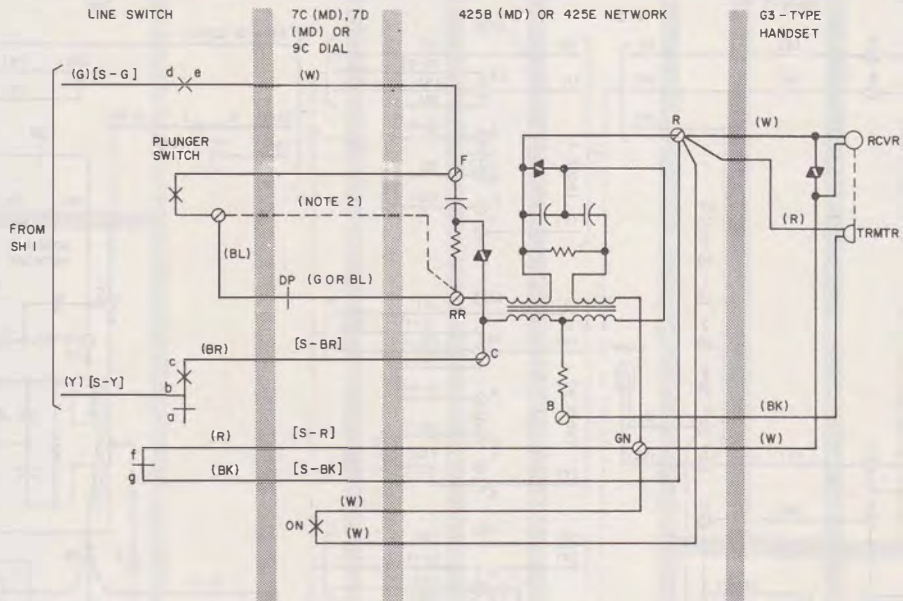 LINE SWITCH
7C (MD), 7D
(MD) OR
9C DIAL
425B (MD) OR 425E NETWORK
G3-TYPE
HANDSET
(G) [S-G]
d
e
(W)
R
(W)
RCVR
PLUNGER
SWITCH
F
(NOTE 2)
FROM
SH 1
(R)
TRMTR
(BL)
DP
(G OR BL)
RR
(BR)
[S-BR]
C
c
(Y) [S-Y]
b
a
B
(BK)
(R)
[S-R]
GN
(W)
f
g
(BK)
[S-BK]
(W)
ON
(W)